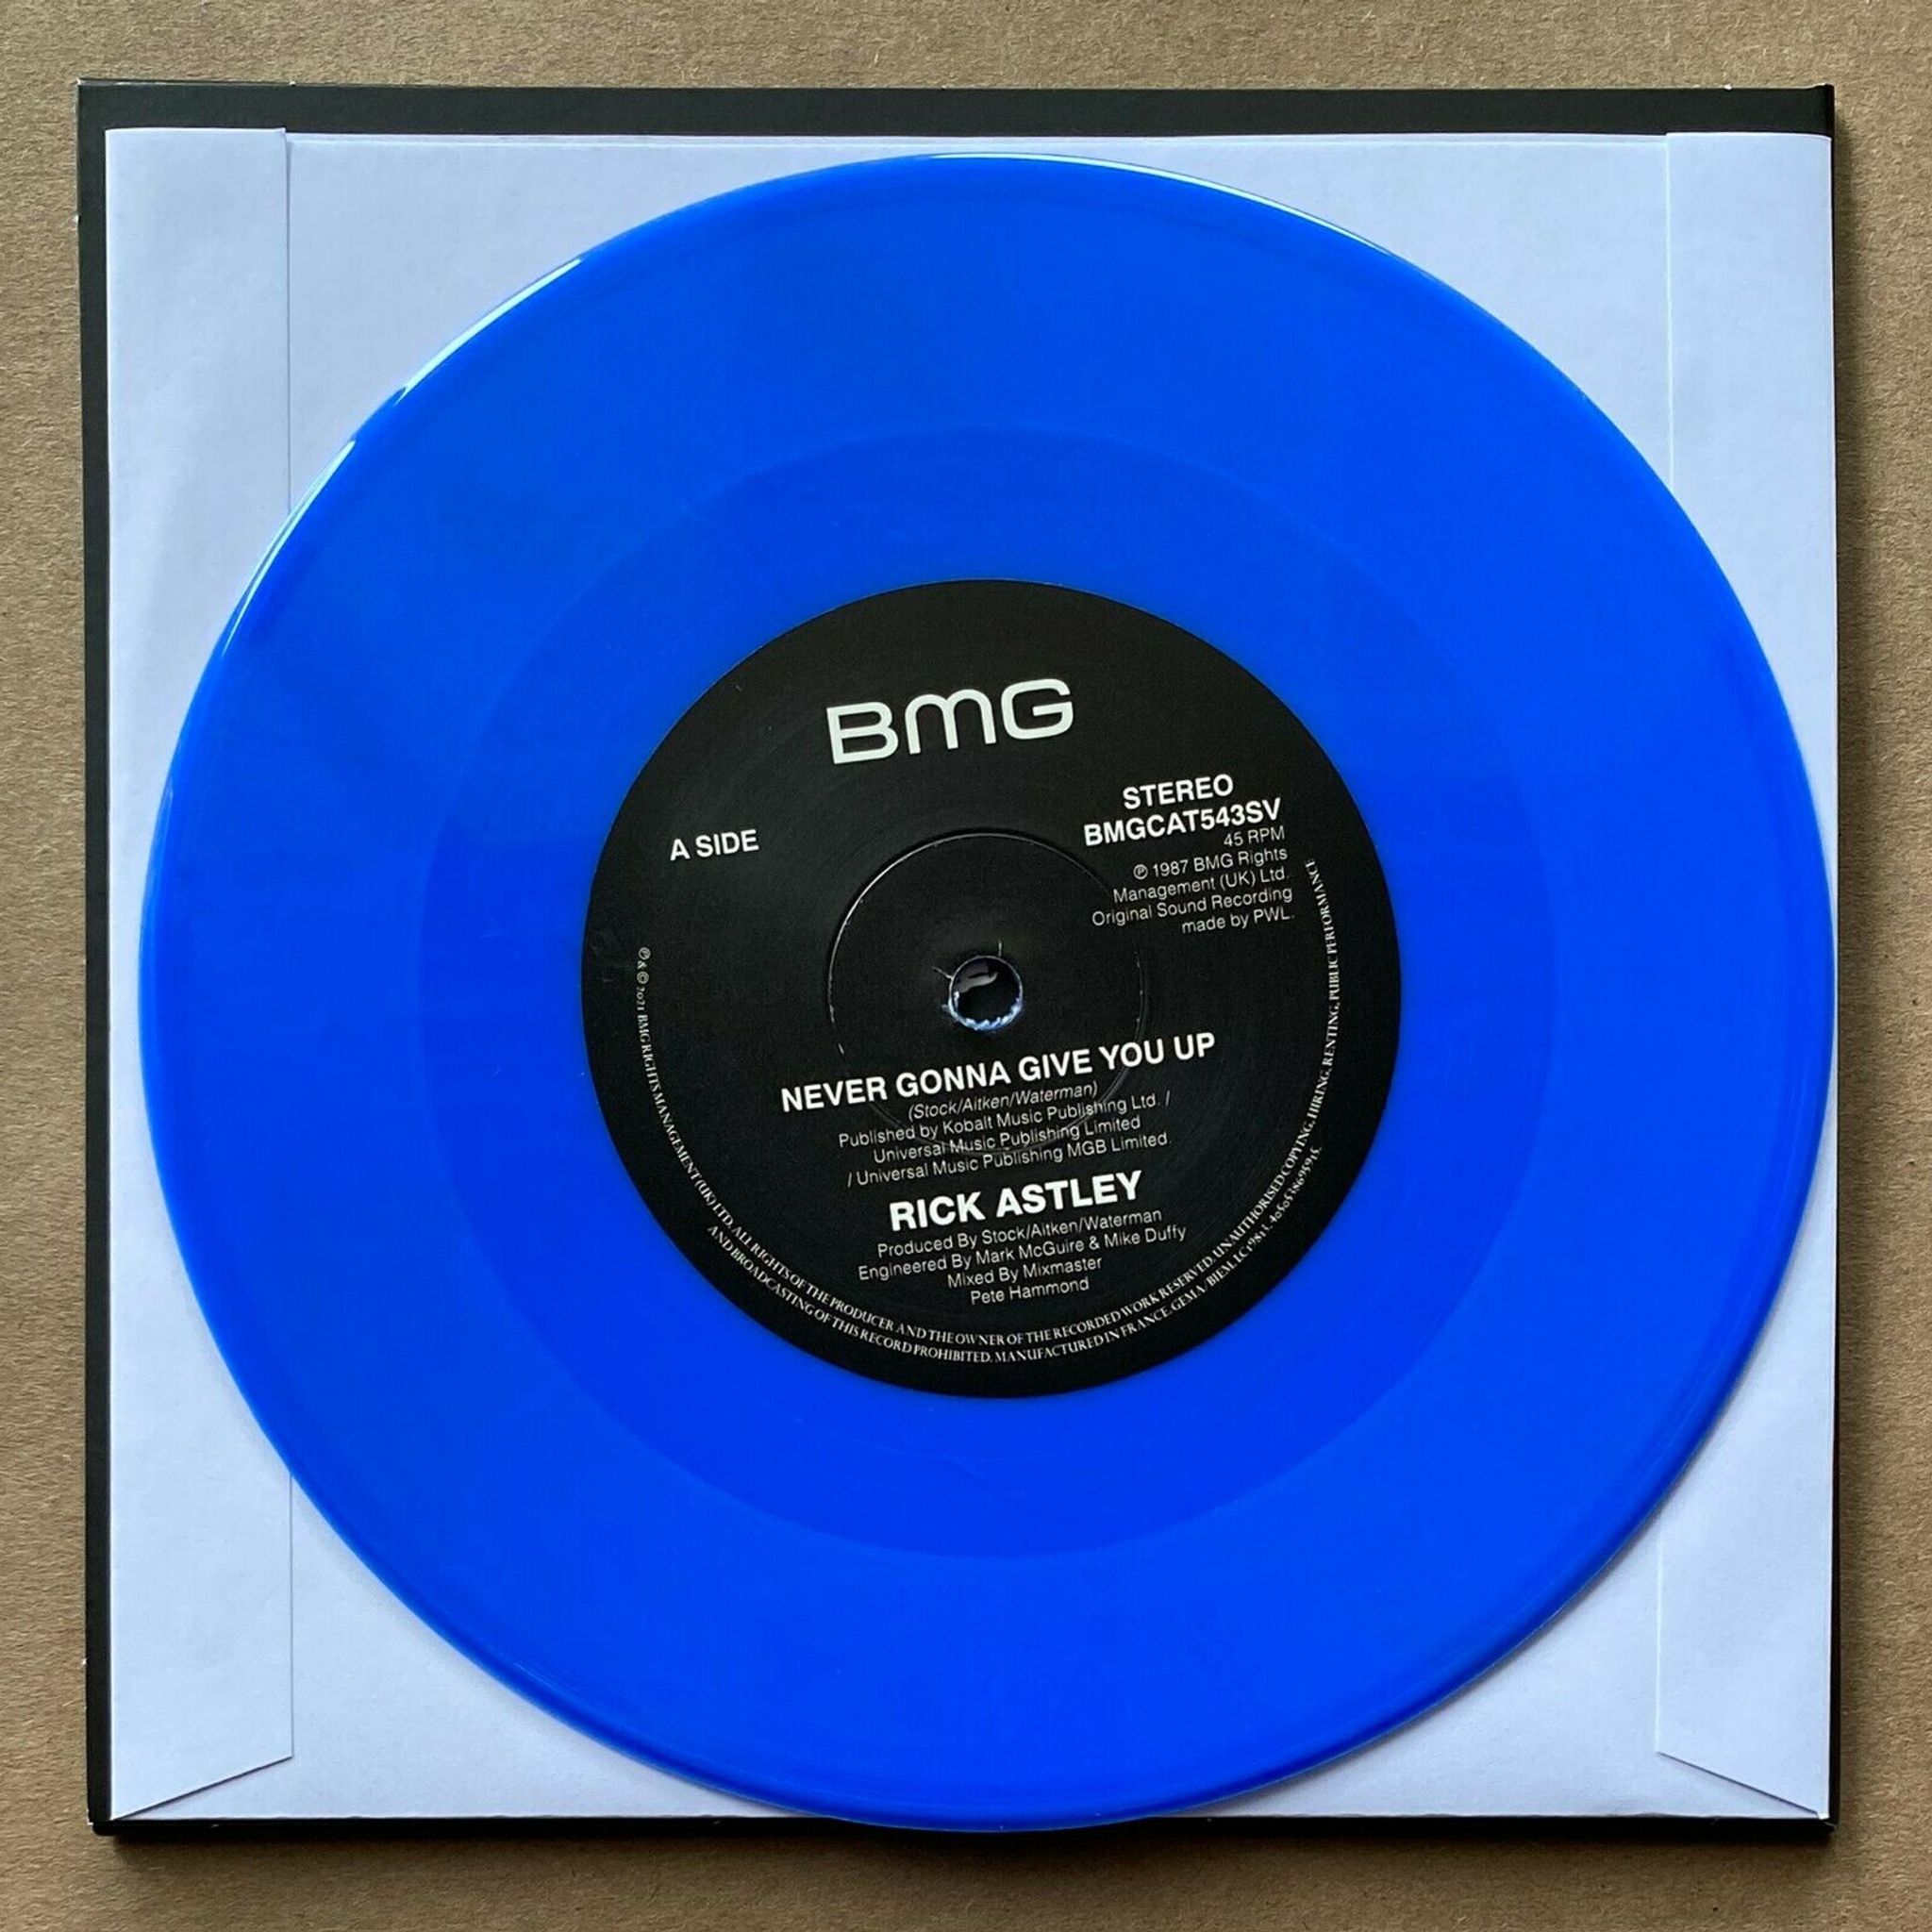 BMG
A SIDE
STEREO
BMGCAT543SV
45 RPM
℗ 1987 BMG Rights
Management (UK) Ltd.
Original Sound Recording
made by PWL.
NEVER GONNA GIVE YOU UP
(Stock/Aitken/Waterman)
Published by Kobalt Music Publishing Ltd. /
Universal Music Publishing Limited
/ Universal Music Publishing MGB Limited.
RICK ASTLEY
Produced By Stock/Aitken/Waterman
Engineered By Mark McGuire & Mike Duffy
Mixed By Mixmaster
Pete Hammond
℗ & © 2021 BMG RIGHTS MANAGEMENT (UK) LTD. ALL RIGHTS OF THE PRODUCER AND THE OWNER OF THE RECORDED WORK RESERVED. UNAUTHORISED COPYING, HIRING, RENTING, PUBLIC PERFORMANCE
AND BROADCASTING OF THIS RECORD PROHIBITED. MANUFACTURED IN FRANCE. GEMA / BIEM.